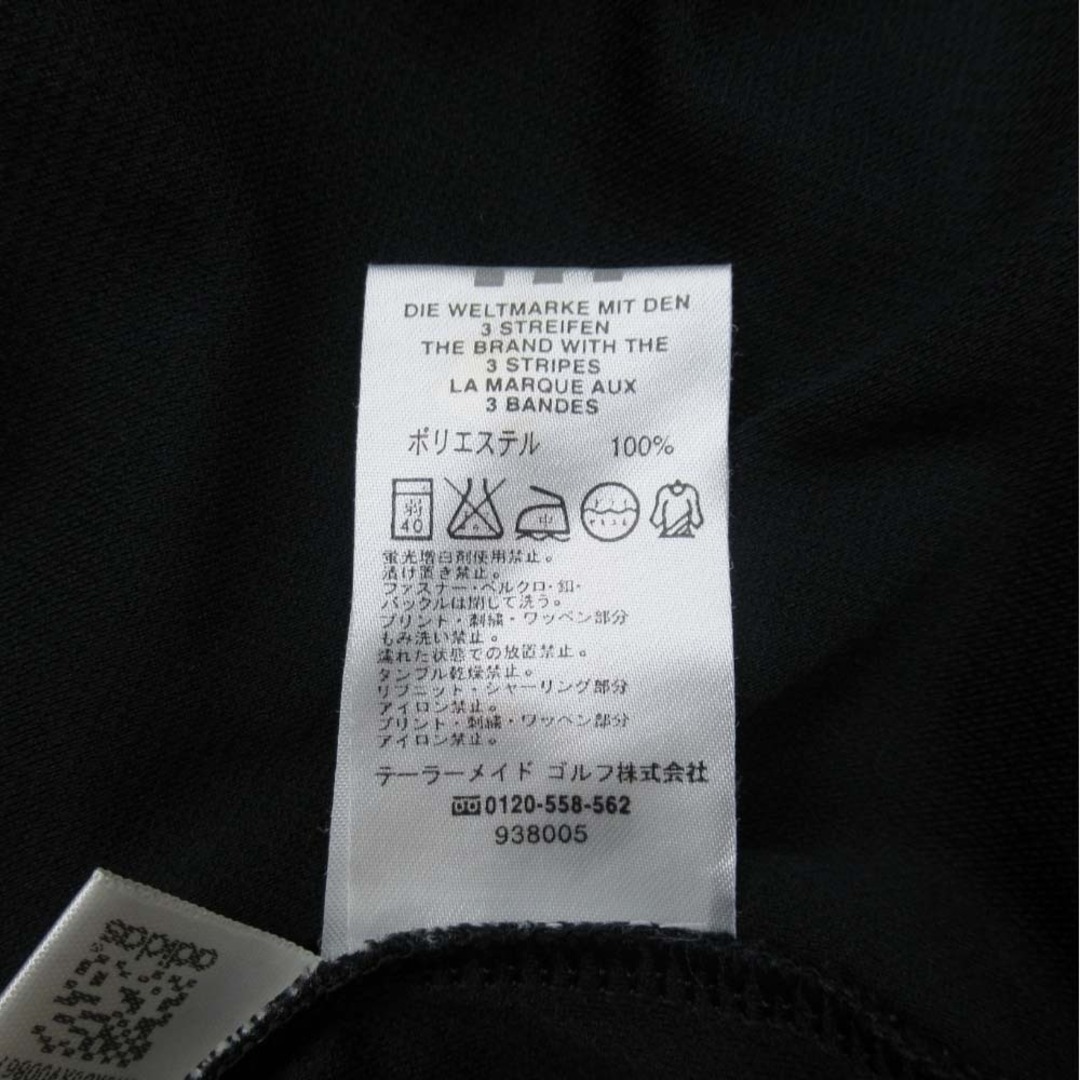 DIE WELTMARKE MIT DEN
3 STREIFEN
THE BRAND WITH THE
3 STRIPES
LA MARQUE AUX
3 BANDES
ポリエステル 100%
弱 中
40
蛍光増白剤使用禁止。
漬け置き禁止。
ファスナー・ベルクロ・釦・
バックルは閉じて洗う。
プリント・刺繍・ワッペン部分
もみ洗い禁止。
濡れた状態での放置禁止。
タンブル乾燥禁止。
リブニット・シャーリング部分
アイロン禁止。
プリント・刺繍・ワッペン部分
アイロン禁止。
テーラーメイド ゴルフ株式会社
0120-558-562
938005
adidas